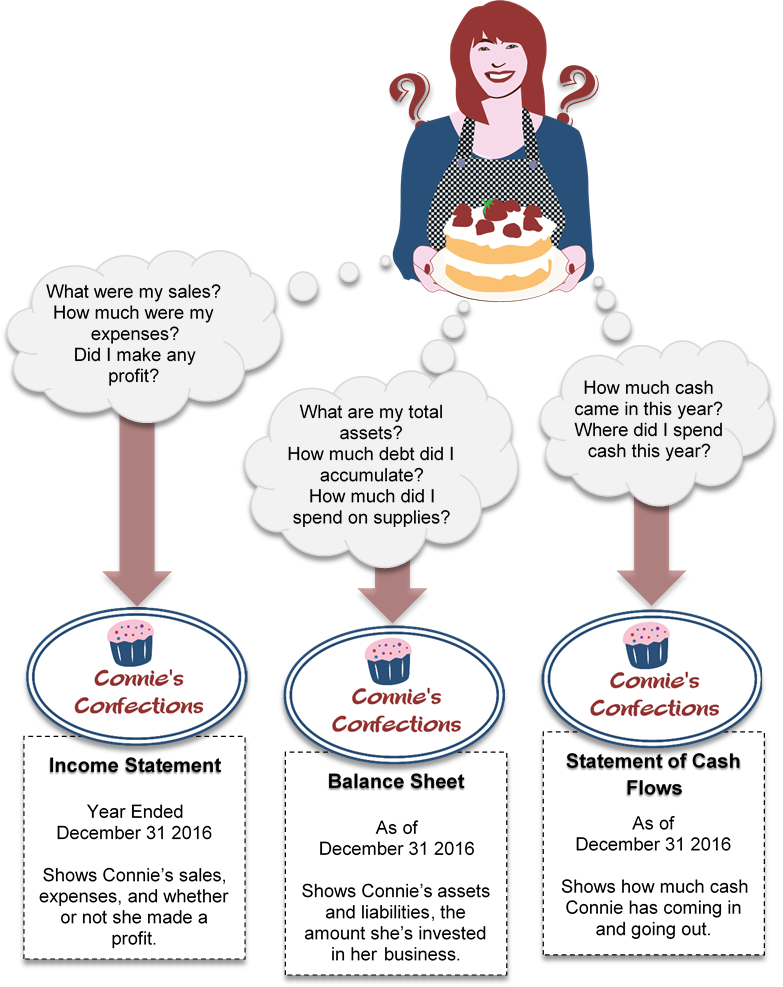 ?
?
What were my sales?
How much were my
expenses?
Did I make any
profit?
What are my total
assets?
How much debt did I
accumulate?
How much did I
spend on supplies?
How much cash
came in this year?
Where did I spend
cash this year?
Connie's
Confections
Income Statement
Year Ended
December 31 2016
Shows Connie’s sales,
expenses, and whether
or not she made a
profit.
Connie's
Confections
Balance Sheet
As of
December 31 2016
Shows Connie’s assets
and liabilities, the
amount she’s invested
in her business.
Connie's
Confections
Statement of Cash
Flows
As of
December 31 2016
Shows how much cash
Connie has coming in
and going out.